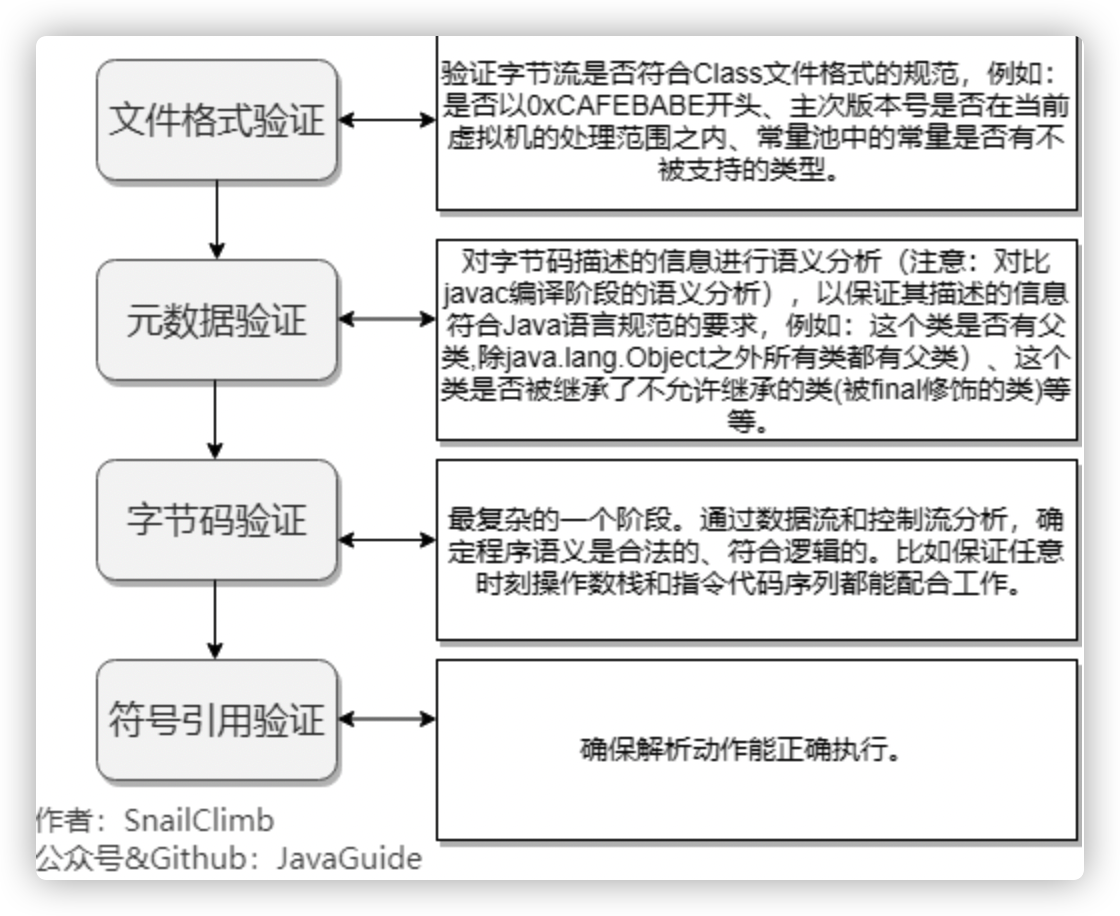 文件格式验证
验证字节流是否符合Class文件格式的规范，例如：
是否以0xCAFEBABE开头、主次版本号是否在当前
虚拟机的处理范围之内、常量池中的常量是否有不
被支持的类型。
元数据验证
对字节码描述的信息进行语义分析（注意：对比
javac编译阶段的语义分析），以保证其描述的信息
符合Java语言规范的要求，例如：这个类是否有父
类,除java.lang.Object之外所有类都有父类）、这个
类是否被继承了不允许继承的类(被final修饰的类)等
等。
字节码验证
最复杂的一个阶段。通过数据流和控制流分析，确
定程序语义是合法的、符合逻辑的。比如保证任意
时刻操作数栈和指令代码序列都能配合工作。
符号引用验证
确保解析动作能正确执行。
作者：SnailClimb
公众号&Github：JavaGuide